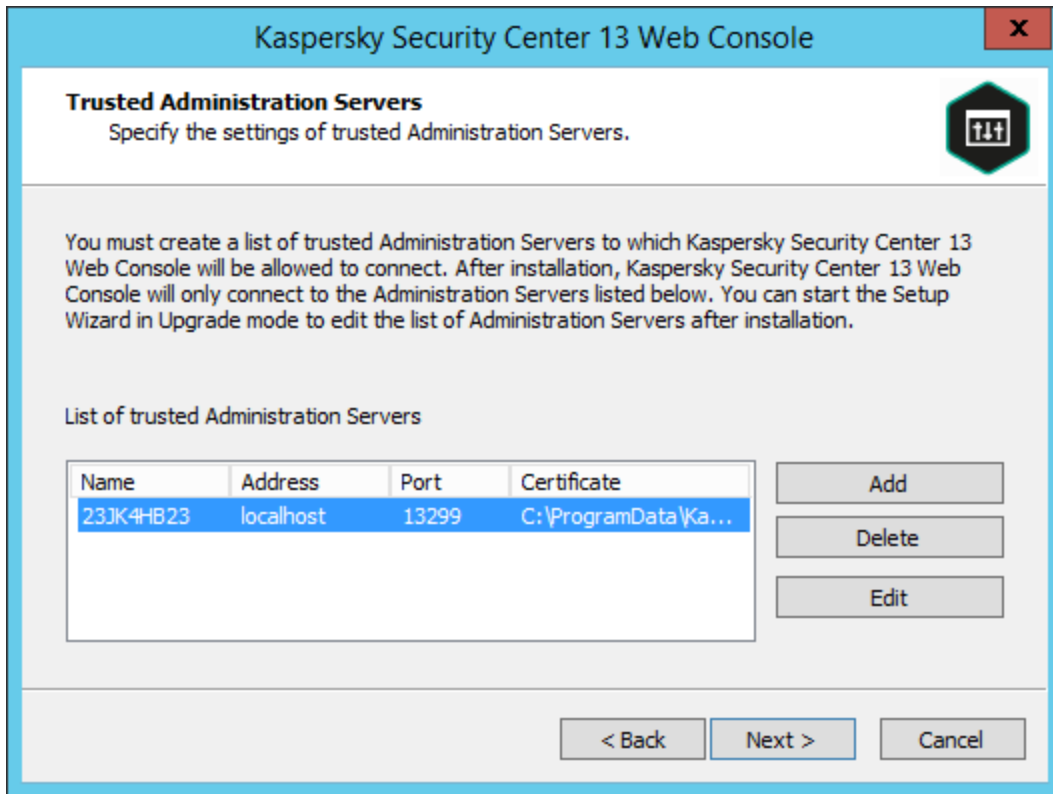 Kaspersky Security Center 13 Web Console
x
Trusted Administration Servers
Specify the settings of trusted Administration Servers.
You must create a list of trusted Administration Servers to which Kaspersky Security Center 13
Web Console will be allowed to connect. After installation, Kaspersky Security Center 13 Web
Console will only connect to the Administration Servers listed below. You can start the Setup
Wizard in Upgrade mode to edit the list of Administration Servers after installation.
List of trusted Administration Servers
Name Address Port Certificate
23JK4HB23 localhost 13299 C:\ProgramData\Ka...
Add
Delete
Edit
< Back Next > Cancel